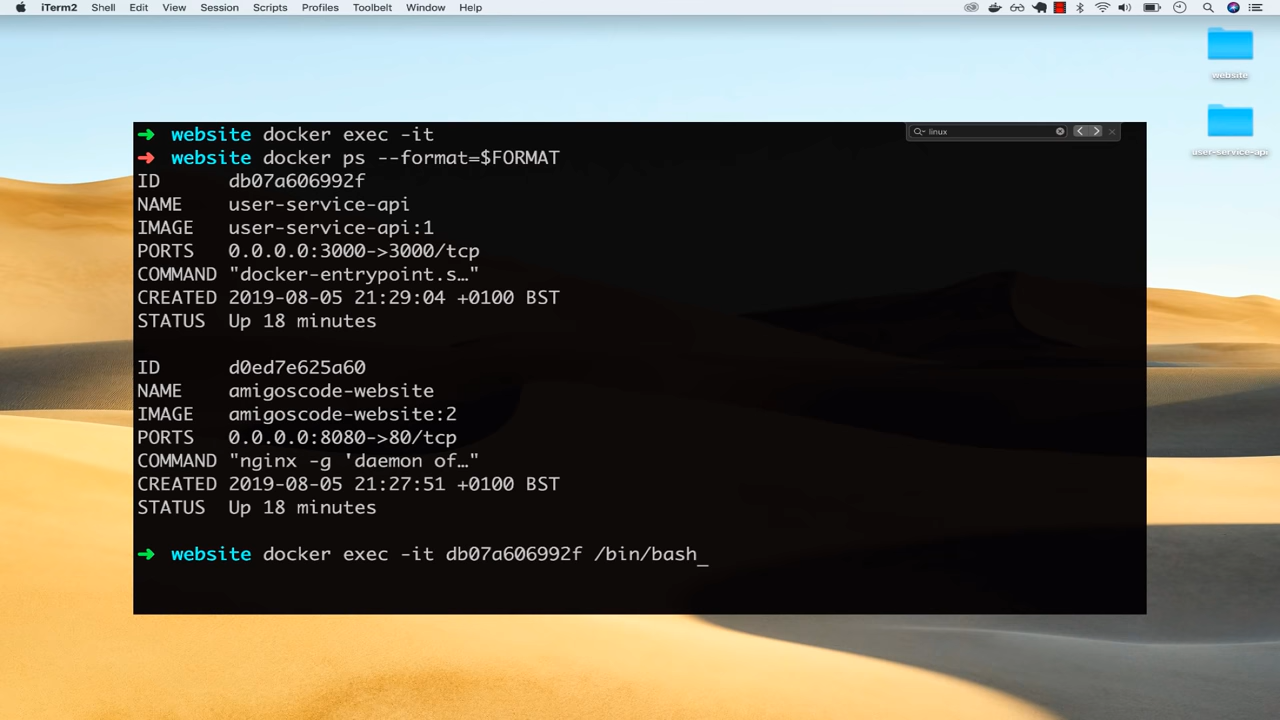 iTerm2 Shell Edit View Session Scripts Profiles Toolbelt Window Help
website
user-service-api
linux
➜ website docker exec -it
➜ website docker ps --format=$FORMAT
ID db07a606992f
NAME user-service-api
IMAGE user-service-api:1
PORTS 0.0.0.0:3000->3000/tcp
COMMAND "docker-entrypoint.s…"
CREATED 2019-08-05 21:29:04 +0100 BST
STATUS Up 18 minutes
ID d0ed7e625a60
NAME amigoscode-website
IMAGE amigoscode-website:2
PORTS 0.0.0.0:8080->80/tcp
COMMAND "nginx -g 'daemon of…"
CREATED 2019-08-05 21:27:51 +0100 BST
STATUS Up 18 minutes
➜ website docker exec -it db07a606992f /bin/bash_